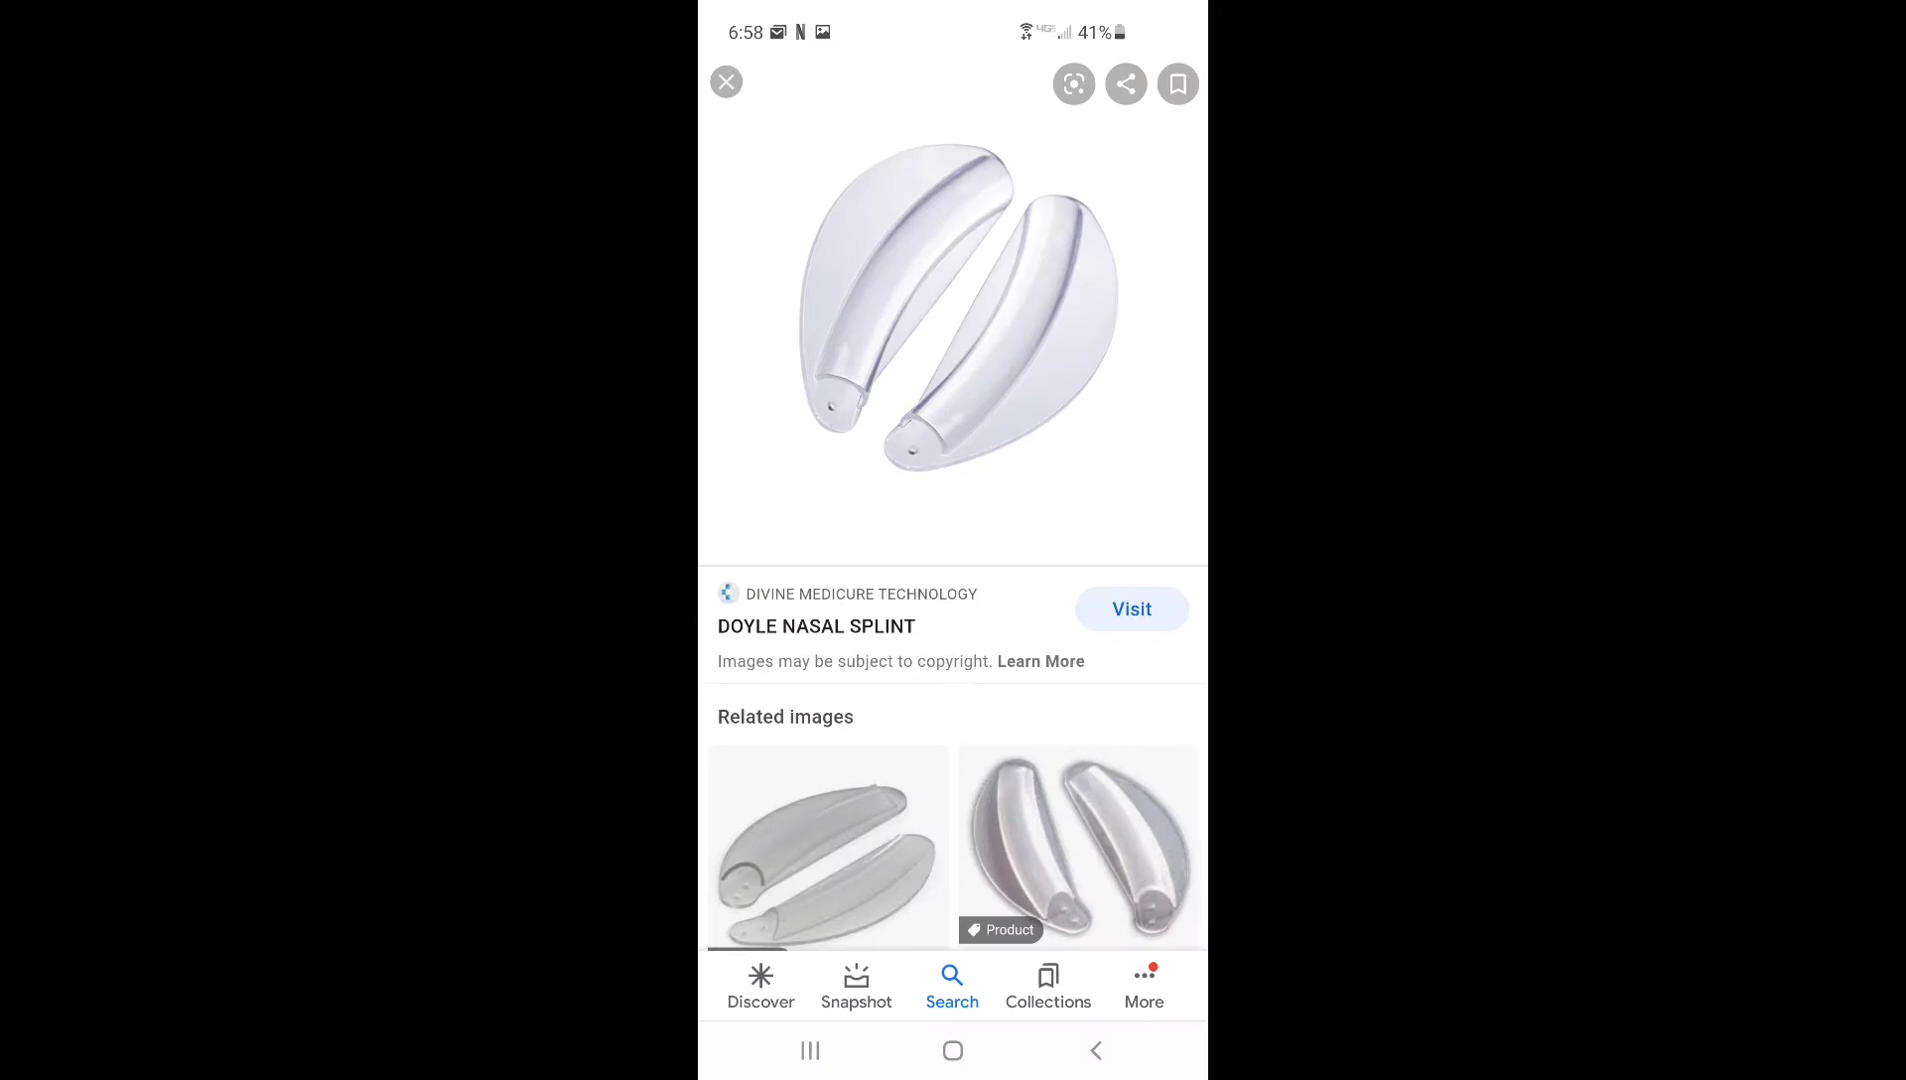 6:58 N 4G 41%
DIVINE MEDICURE TECHNOLOGY
Visit
DOYLE NASAL SPLINT
Images may be subject to copyright. Learn More
Related images
Product
Discover Snapshot Search Collections More